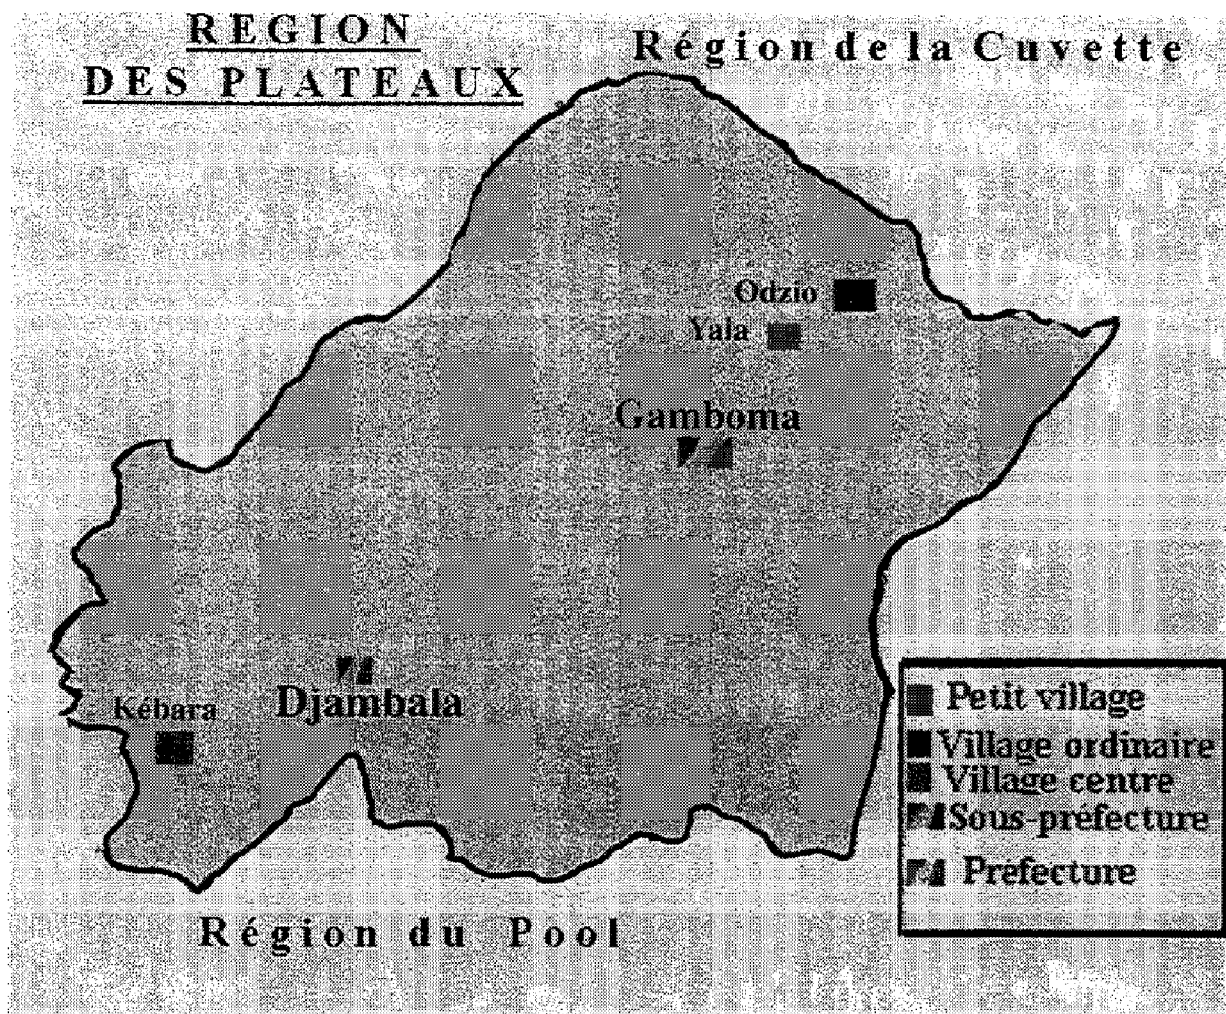 REGION
DES PLATEAUX
Région de la Cuvette
Odzio
Yala
Gamboma
Kébara
Djambala
Petit village
Village ordinaire
Village centre
Sous-préfecture
Préfecture
Région du Pool